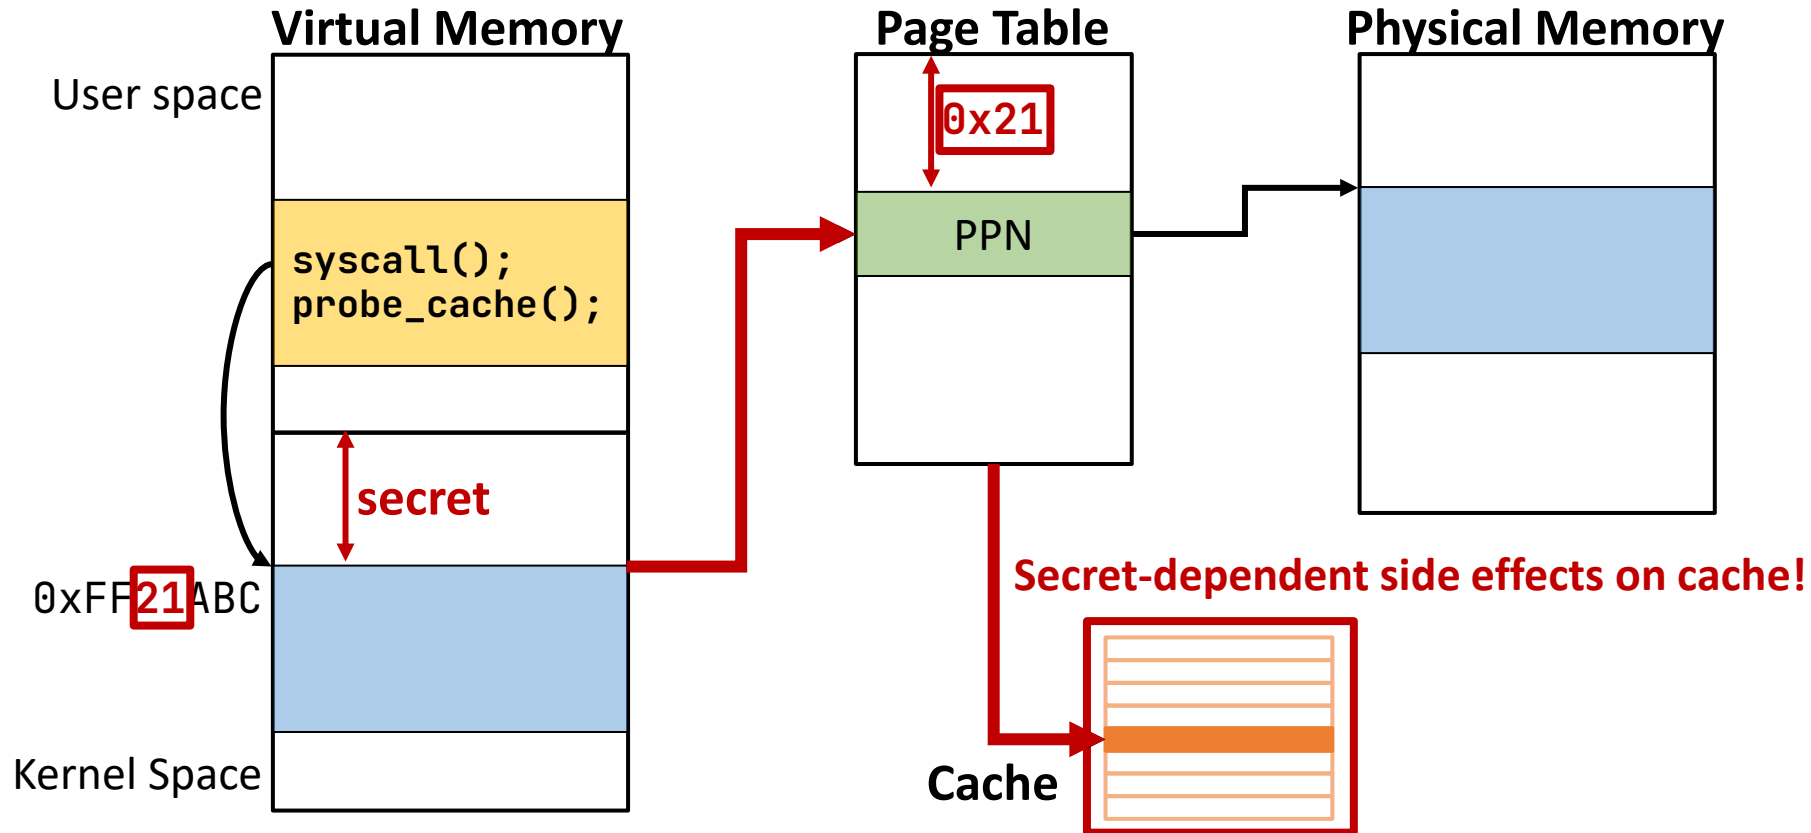 Virtual Memory
Page Table
Physical Memory
User space
0x21
syscall();
probe_cache();
PPN
secret
0xFF21ABC
Secret-dependent side effects on cache!
Kernel Space
Cache